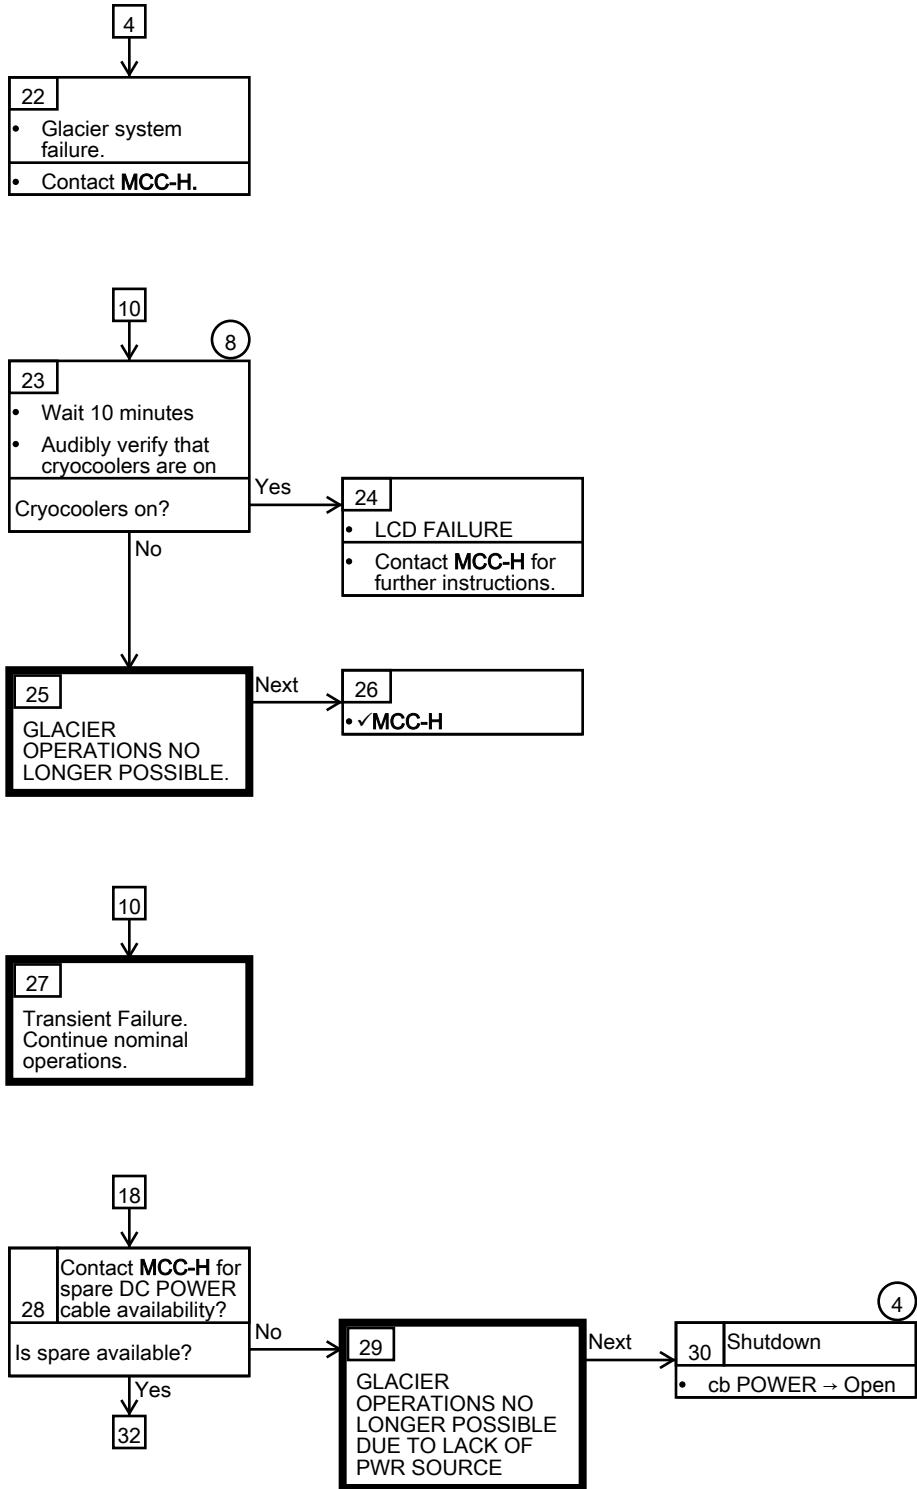 4
22
• Glacier system
failure.
• Contact MCC-H.
10
8
23
• Wait 10 minutes
• Audibly verify that
cryocoolers are on
Cryocoolers on?
Yes
24
• LCD FAILURE
• Contact MCC-H for
further instructions.
No
25
GLACIER
OPERATIONS NO
LONGER POSSIBLE.
Next
26
• ✓MCC-H
10
27
Transient Failure.
Continue nominal
operations.
18
28
Contact MCC-H for
spare DC POWER
cable availability?
Is spare available?
Yes
32
No
29
GLACIER
OPERATIONS NO
LONGER POSSIBLE
DUE TO LACK OF
PWR SOURCE
Next
4
30
Shutdown
• cb POWER → Open